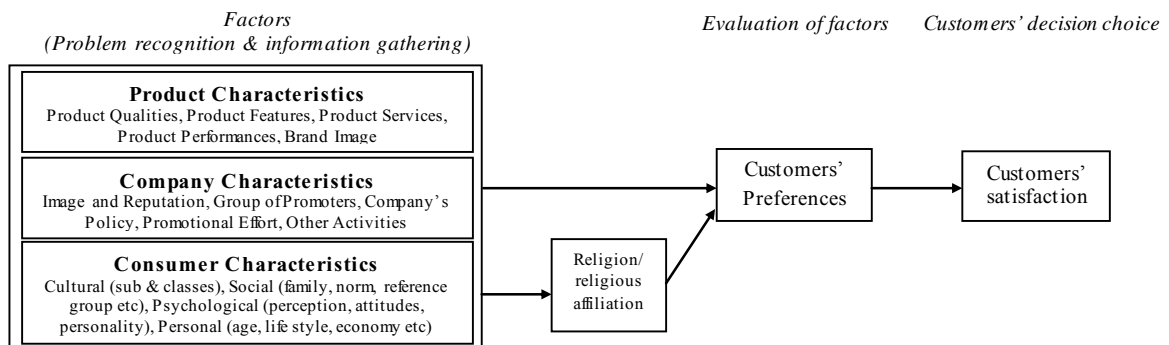 Factors
(Problem recognition & information gathering)
Evaluation of factors
Customers' decision choice
Product Characteristics
Product Qualities, Product Features, Product Services,
Product Performances, Brand Image
Company Characteristics
Image and Reputation, Group of Promoters, Company's
Policy, Promotional Effort, Other Activities
Consumer Characteristics
Cultural (sub & classes), Social (family, norm, reference
group etc), Psychological (perception, attitudes,
personality), Personal (age, life style, economy etc)
Religion/
religious
affiliation
Customers'
Preferences
Customers'
satisfaction